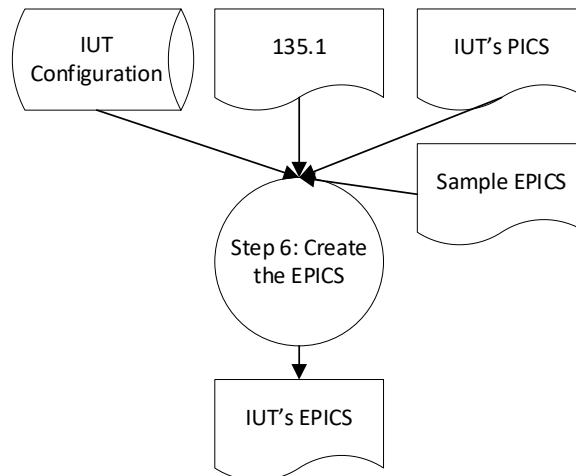 IUT
Configuration
135.1
IUT’s PICS
Sample EPICS
Step 6: Create
the EPICS
IUT’s EPICS